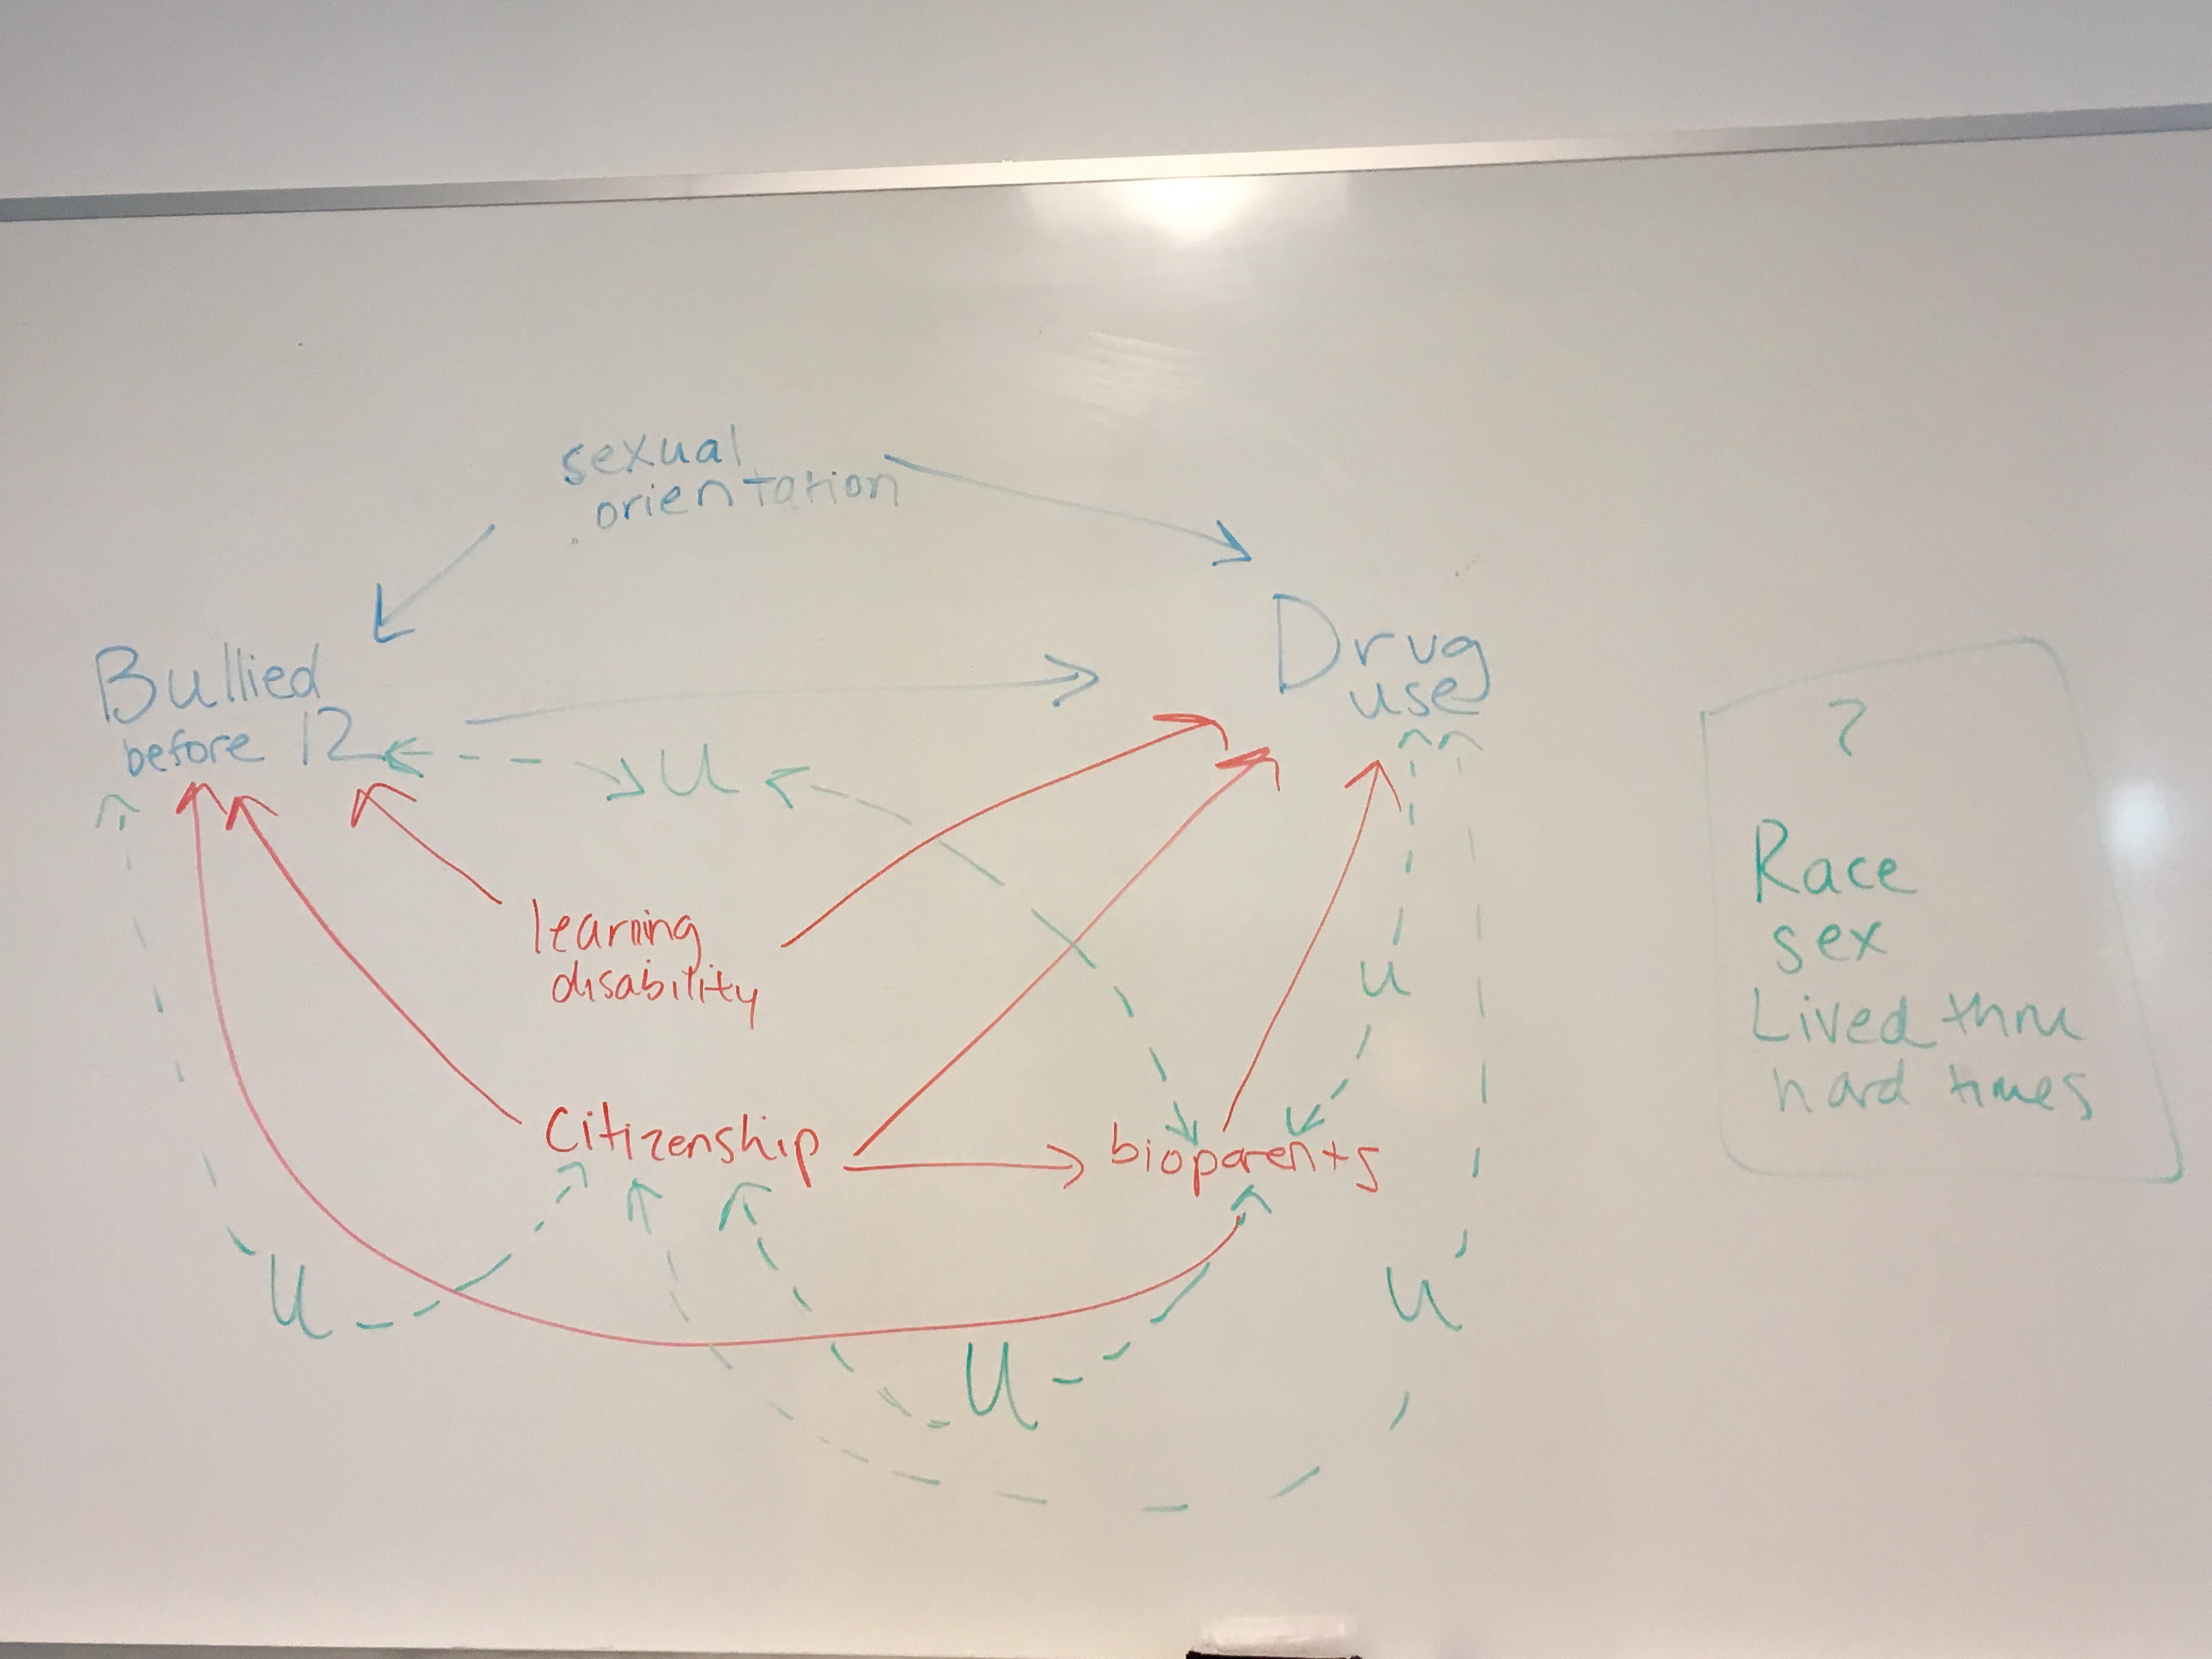 sexual
orientation
Bullied
before 12
Drug
use
U
learning
disability
u
Citizenship
bioparents
U
U
u
?
Race
sex
Lived thru
hard times